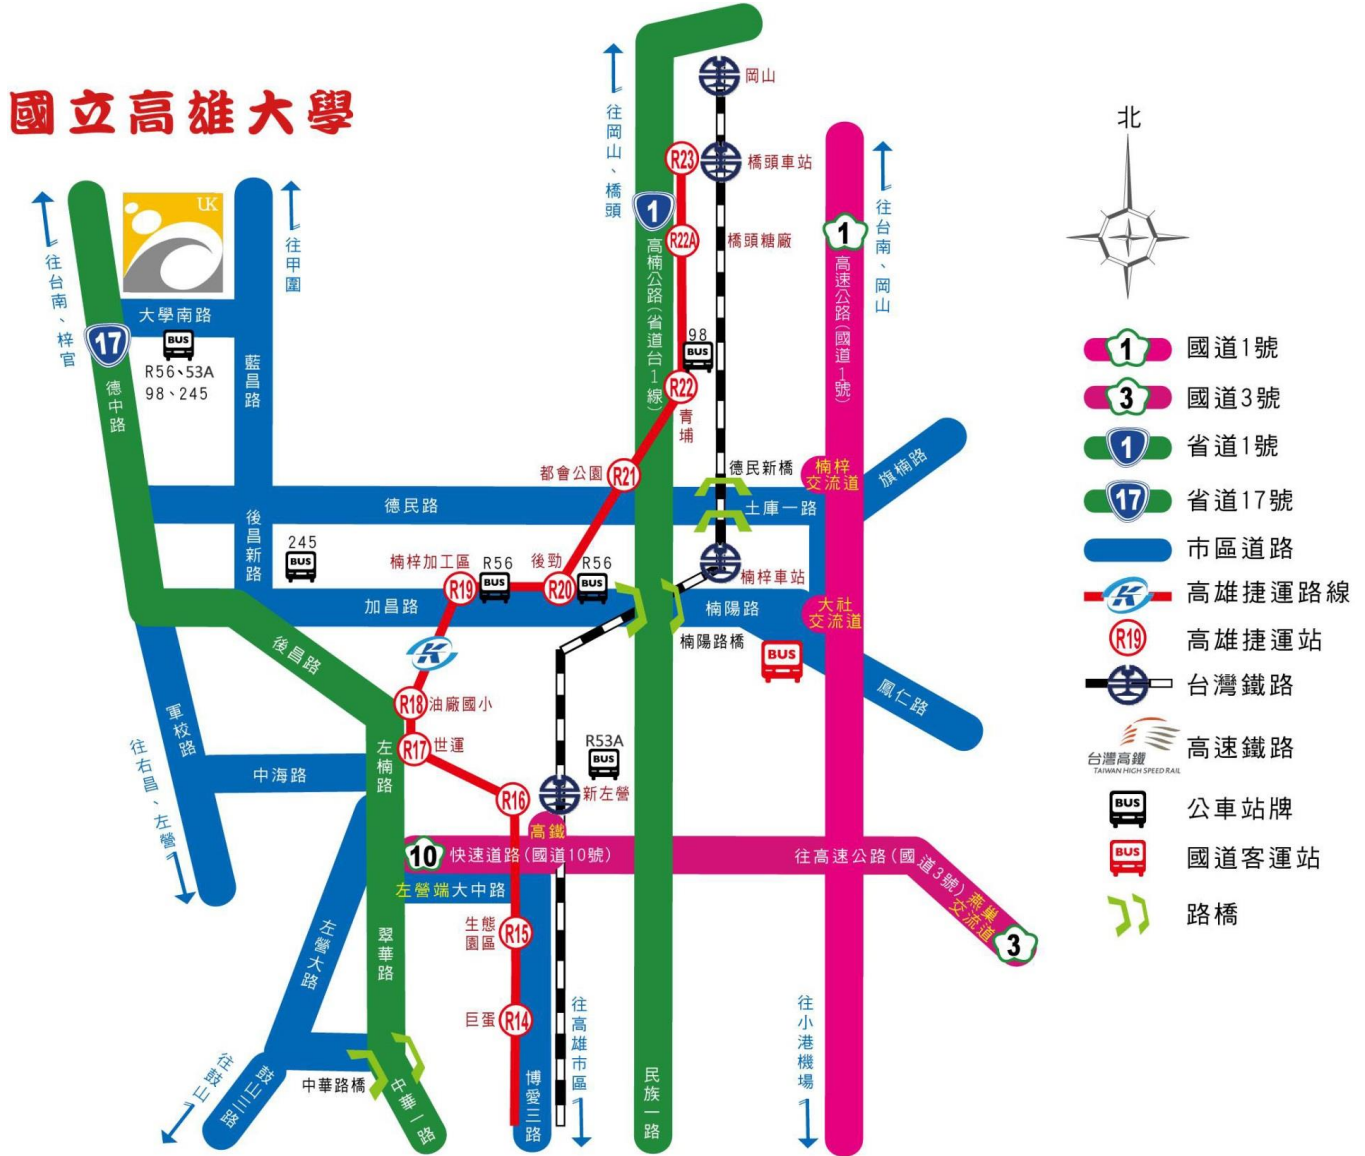 國立高雄大學
UK
往台南、梓官
往甲圍
17
大學南路
BUS
R56、53A
98、245
德中路
藍昌路
往岡山、橋頭
岡山
R23
橋頭車站
1
R22A
橋頭糖廠
高楠公路(省道台1線)
98
BUS
R22
青埔
1
高速公路(國道1號)
往台南、岡山
都會公園
R21
德民新橋
楠梓
交流道
旗楠路
德民路
土庫一路
後昌新路
245
BUS
楠梓加工區
R19
R56
BUS
後勁
R20
R56
BUS
楠梓車站
加昌路
楠陽路
大社
交流道
楠陽路橋
BUS
鳳仁路
後昌路
K
R18
油廠國小
R17
世運
軍校路
往右昌、左營
中海路
左楠路
R16
R53A
BUS
新左營
高鐵
10
快速道路(國道10號)
往高速公路(國道3號)
燕巢
交流道
3
左營端大中路
生態
園區
R15
左營大路
翠華路
巨蛋
R14
往高雄市區
往小港機場
往鼓山
鼓山三路
中華路橋
中華一路
博愛三路
民族一路
北
1
國道1號
3
國道3號
1
省道1號
17
省道17號
市區道路
K
高雄捷運路線
R19
高雄捷運站
台灣鐵路
台灣高鐵
TAIWAN HIGH SPEED RAIL
高速鐵路
BUS
公車站牌
BUS
國道客運站
路橋